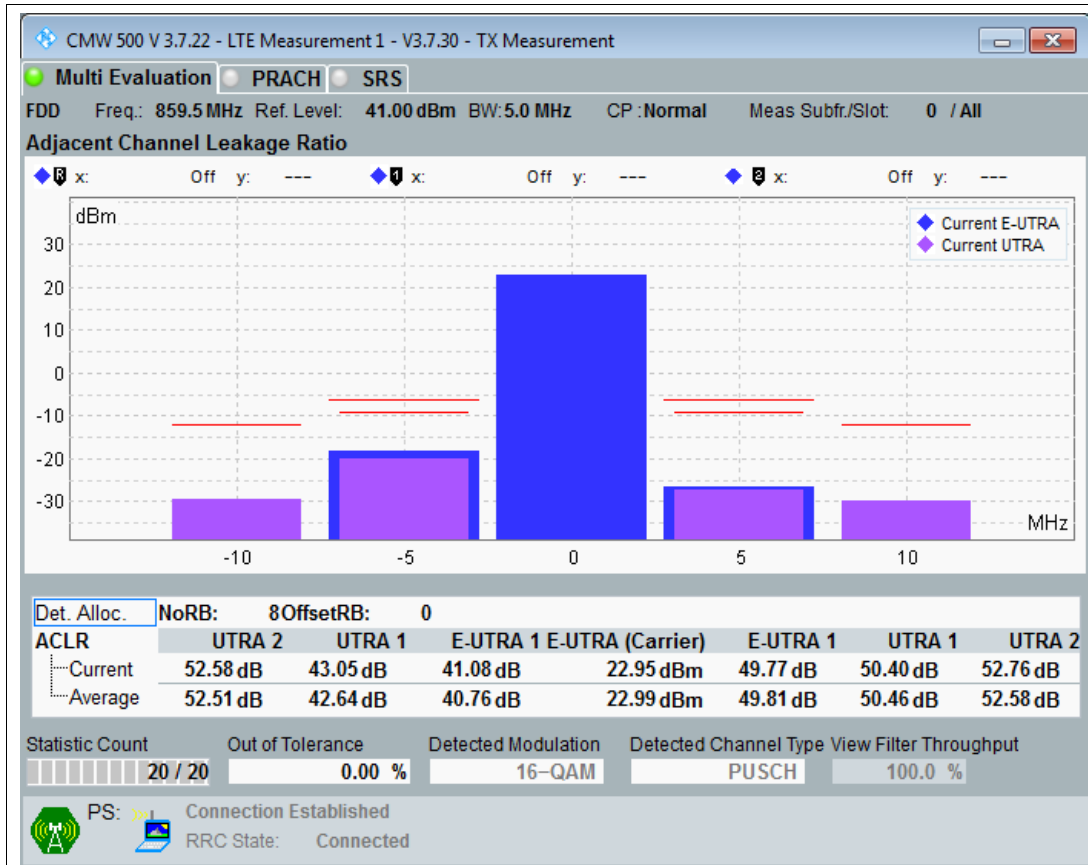 CMW 500 V 3.7.22 - LTE Measurement 1 - V3.7.30 - TX Measurement
Multi Evaluation PRACH SRS
FDD Freq.: 859.5 MHz Ref. Level: 41.00 dBm BW: 5.0 MHz CP : Normal Meas Subfr./Slot: 0 / All
Adjacent Channel Leakage Ratio
R x: Off y: --- 1 x: Off y: --- 2 x: Off y: ---
dBm
Current E-UTRA
Current UTRA
30
20
10
0
-10
-20
-30
MHz
-10 -5 0 5 10
Det. Alloc. NoRB: 8 OffsetRB: 0
ACLR UTRA 2 UTRA 1 E-UTRA 1 E-UTRA (Carrier) E-UTRA 1 UTRA 1 UTRA 2
Current 52.58 dB 43.05 dB 41.08 dB 22.95 dBm 49.77 dB 50.40 dB 52.76 dB
Average 52.51 dB 42.64 dB 40.76 dB 22.99 dBm 49.81 dB 50.46 dB 52.58 dB
Statistic Count Out of Tolerance Detected Modulation Detected Channel Type View Filter Throughput
20 / 20 0.00 % 16-QAM PUSCH 100.0 %
PS: Connection Established
RRC State: Connected